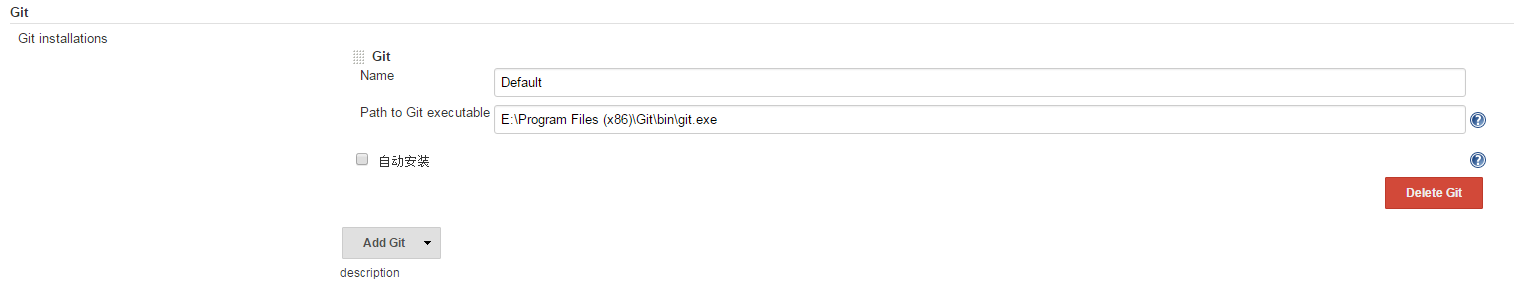 Git
Git installations
Git
Name
Default
Path to Git executable
E:\Program Files (x86)\Git\bin\git.exe
自动安装
Delete Git
Add Git
description